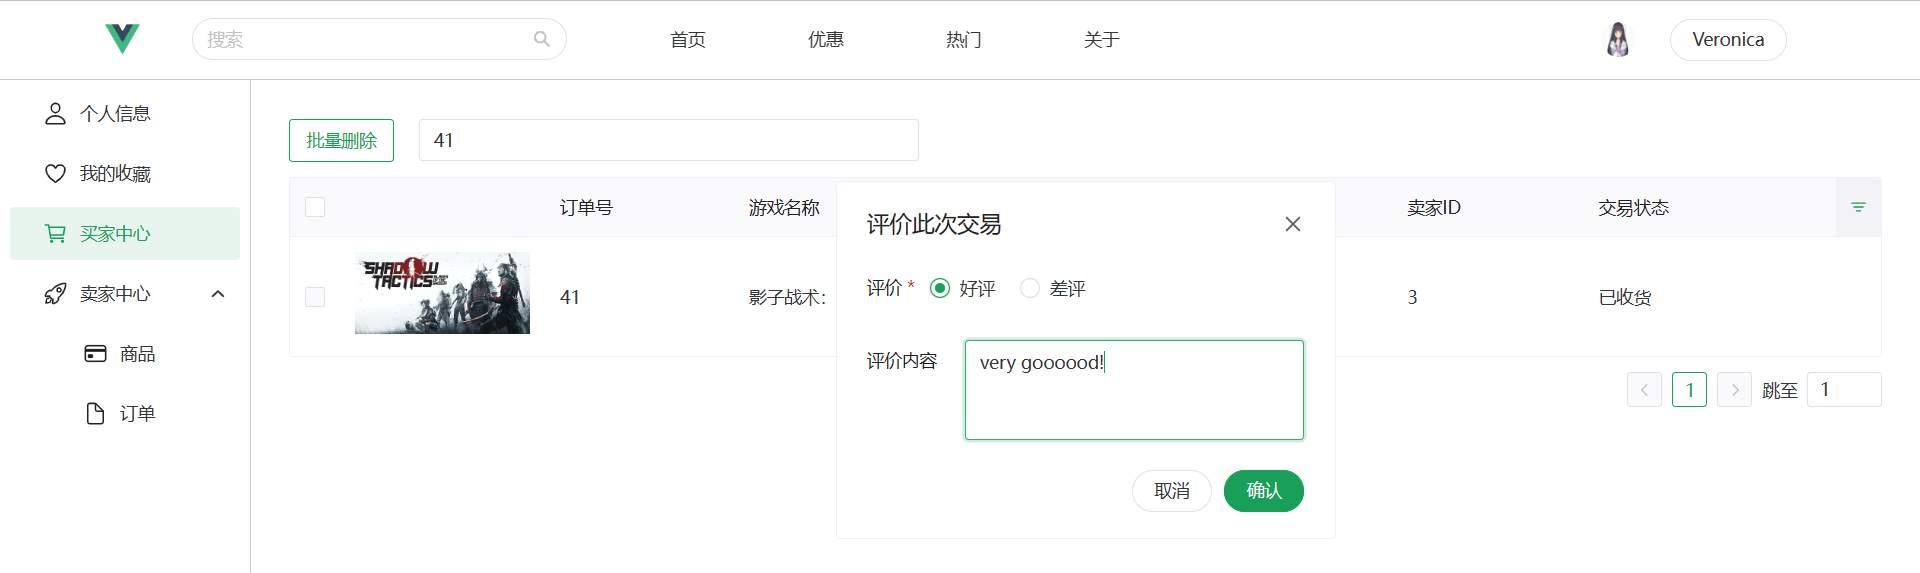 搜索
首页 优惠 热门 关于
Veronica
个人信息
我的收藏
买家中心
卖家中心
商品
订单
批量删除 41
订单号 游戏名称 卖家ID 交易状态
SHADOW
TACTICS
41 影子战术: 3 已收货
评价此次交易
评价 * 好评 差评
评价内容 very goooood!
取消 确认
1 跳至 1